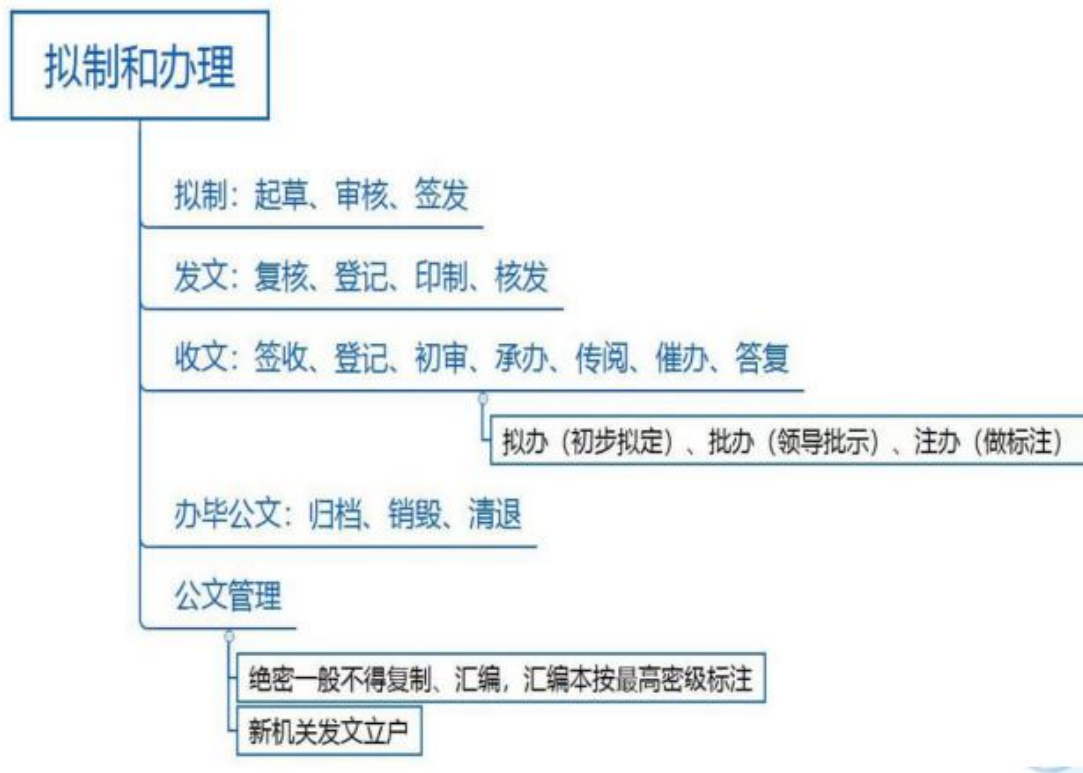 拟制和办理
拟制：起草、审核、签发
发文：复核、登记、印制、核发
收文：签收、登记、初审、承办、传阅、催办、答复
拟办（初步拟定）、批办（领导批示）、注办（做标注）
办毕公文：归档、销毁、清退
公文管理
绝密一般不得复制、汇编，汇编本按最高密级标注
新机关发文立户